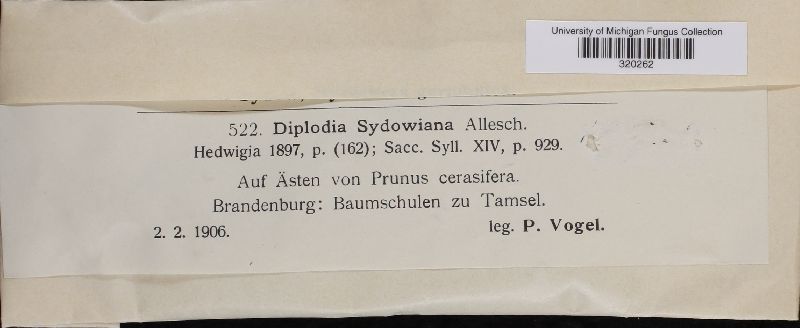 University of Michigan Fungus Collection
320262
522. Diplodia Sydowiana Allesch.
Hedwigia 1897, p. (162); Sacc. Syll. XIV, p. 929.
Auf Ästen von Prunus cerasifera.
Brandenburg: Baumschulen zu Tamsel.
2. 2. 1906. leg. P. Vogel.